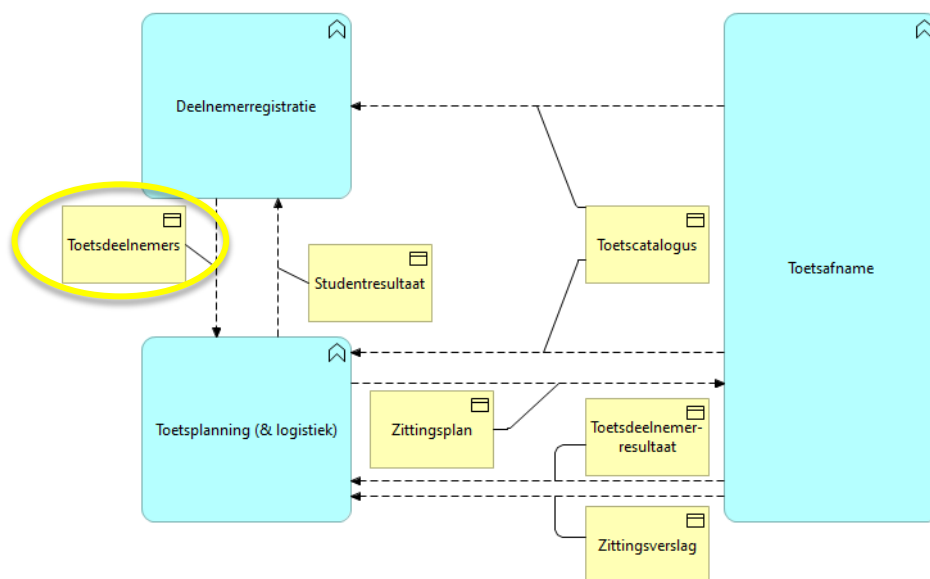 Deelnemerregistratie
Toetsdeelnemers
Studentresultaat
Toetscatalogus
Toetsafname
Toetsplanning (& logistiek)
Zittingsplan
Toetsdeelnemer-
resultaat
Zittingsverslag